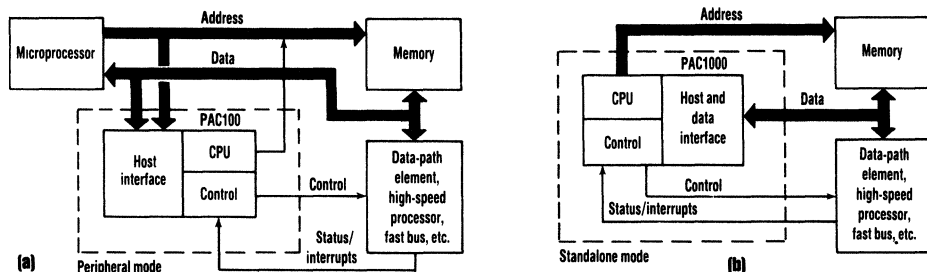 Address
Microprocessor
Memory
Data
PAC100
Host
interface
CPU
Control
Control
Data-path
element,
high-speed
processor,
fast bus, etc.
Status/
interrupts
Peripheral mode
(a)
Address
Memory
PAC1000
CPU
Control
Host and
data
interface
Data
Data-path
element,
high-speed
processor,
fast bus, etc.
Control
Status/interrupts
Standalone mode
(b)